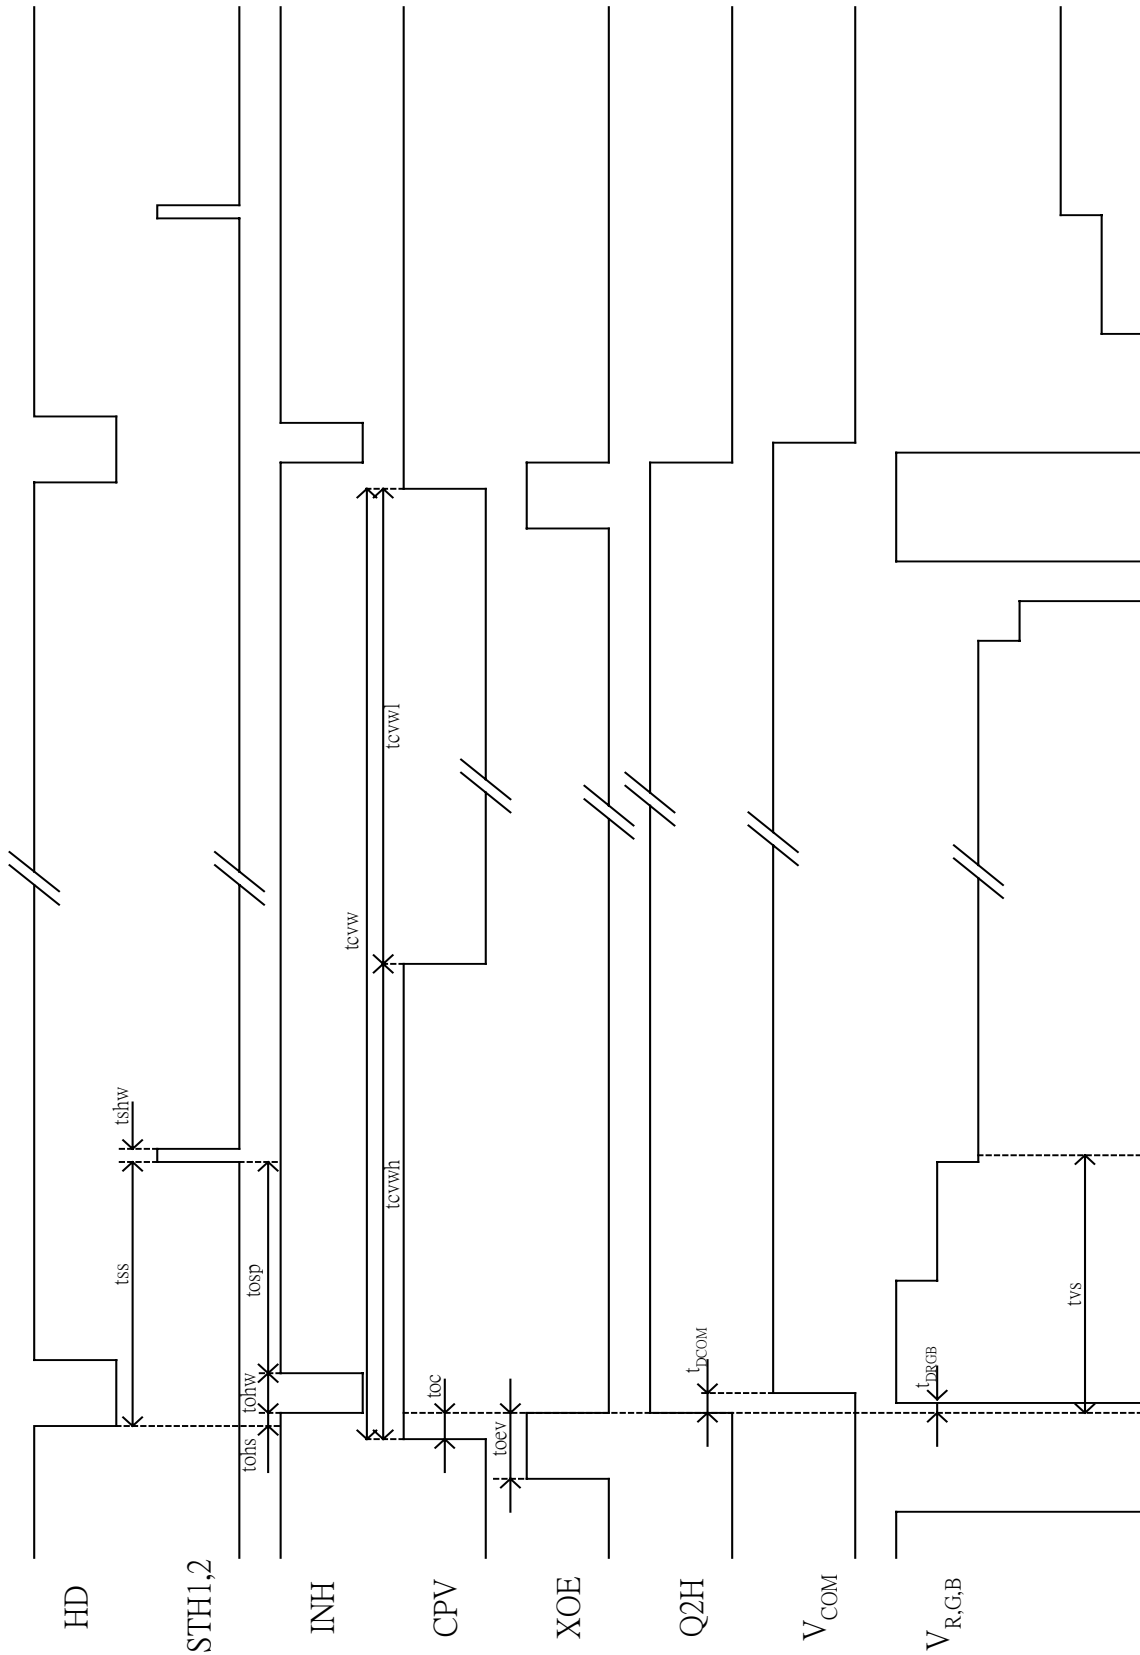 HD
tss
tshw
STH1,2
tohs
tohw
tosp
INH
tcvw
tcvwh
tcvwl
CPV
toc
toev
XOE
Q2H
tDCOM
VCOM
tDRGB
VR,G,B
tvs